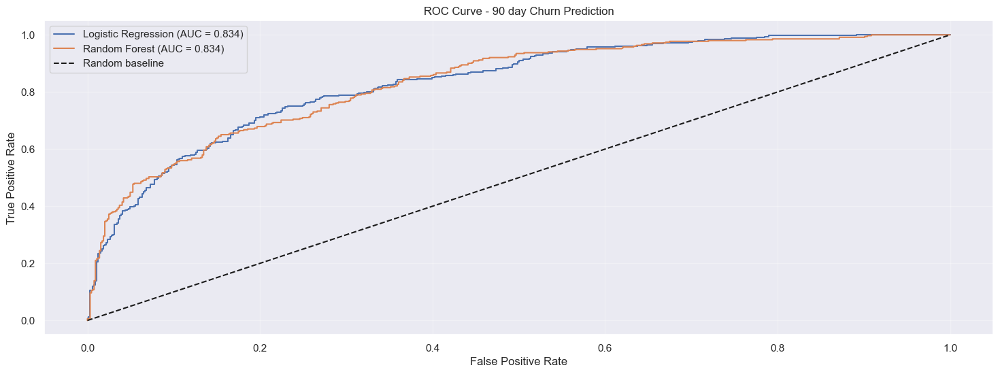 ROC Curve - 90 day Churn Prediction
Logistic Regression (AUC = 0.834)
Random Forest (AUC = 0.834)
Random baseline
True Positive Rate
1.0
0.8
0.6
0.4
0.2
0.0
0.0 0.2 0.4 0.6 0.8 1.0
False Positive Rate